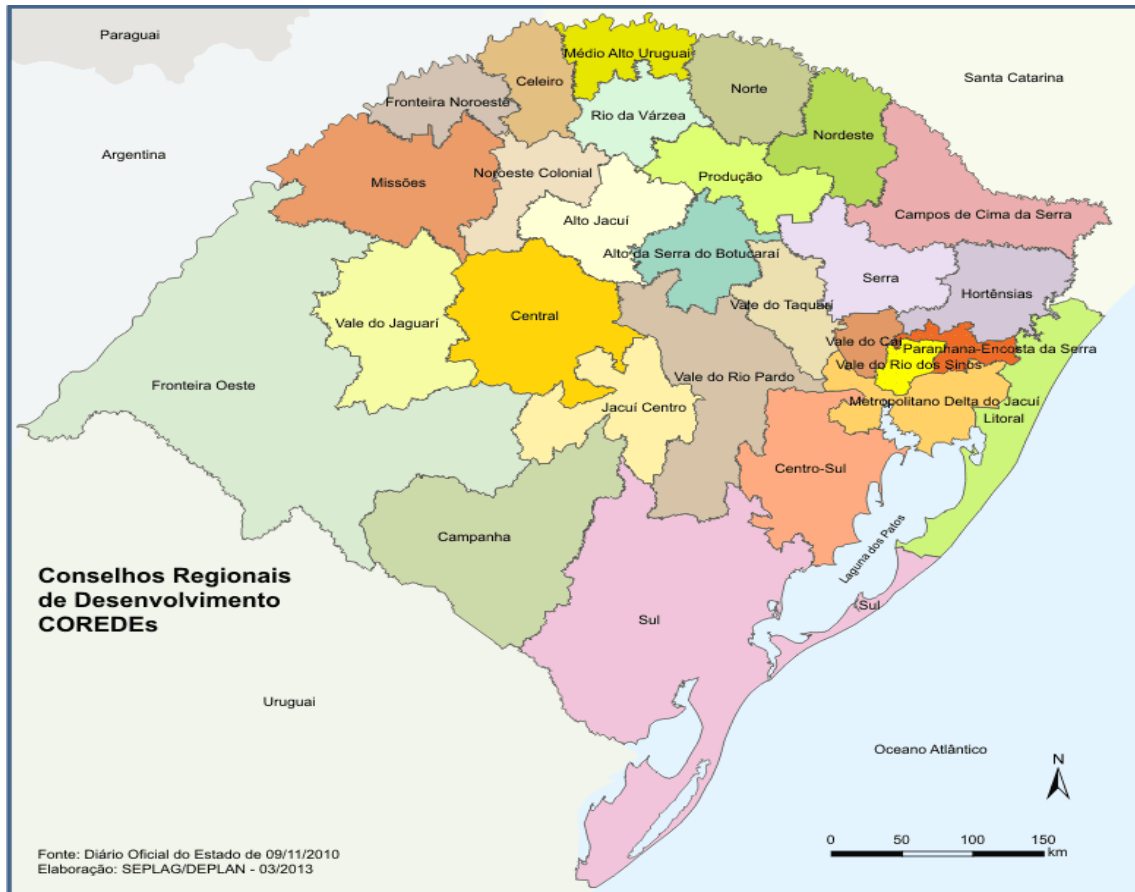 Paraguai
Médio Alto Uruguai
Santa Catarina
Celeiro
Norte
Fronteira Noroeste
Rio da Várzea
Nordeste
Argentina
Noroeste Colonial
Produção
Missões
Campos de Cima da Serra
Alto Jacuí
Alto da Serra do Botucaraí
Serra
Hortênsias
Vale do Taquarí
Central
Vale do Jaguarí
Vale do Caí
Paranhana-Encosta da Serra
Vale do Rio dos Sinos
Fronteira Oeste
Vale do Rio Pardo
Metropolitano Delta do Jacuí
Jacuí Centro
Litoral
Centro-Sul
Campanha
Laguna dos Patos
Conselhos Regionais
de Desenvolvimento
COREDEs
Sul
Sul
Uruguai
Oceano Atlântico
N
0 50 100 150
km
Fonte: Diário Oficial do Estado de 09/11/2010
Elaboração: SEPLAG/DEPLAN - 03/2013